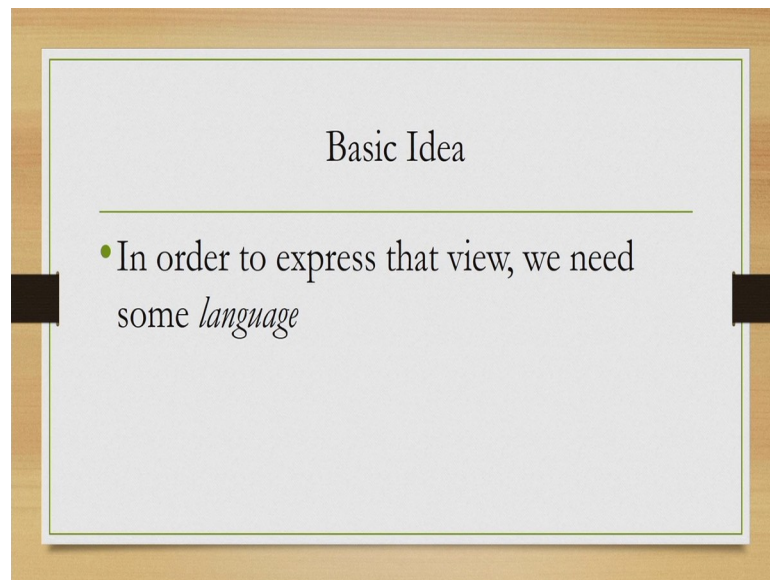 Basic Idea
•In order to express that view, we need
some language